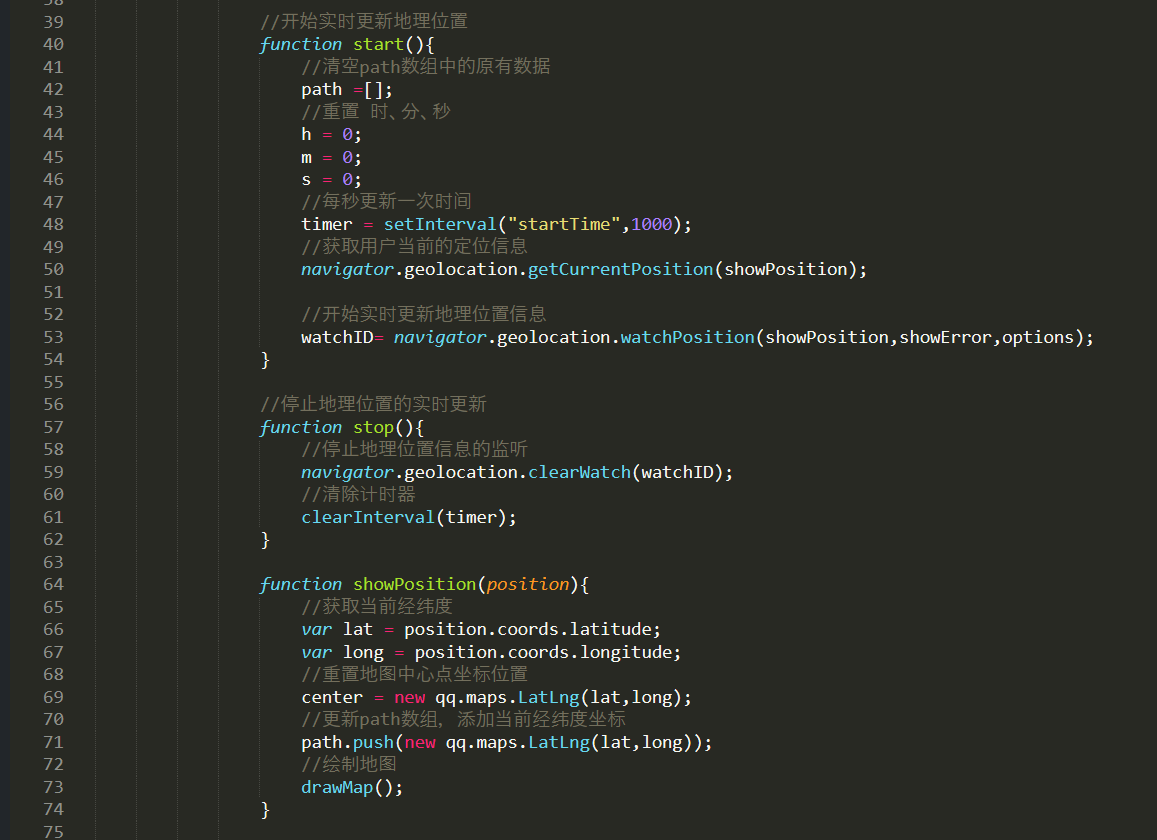 39 //开始实时更新地理位置
40 function start(){
41 //清空path数组中的原有数据
42 path =[];
43 //重置 时、分、秒
44 h = 0;
45 m = 0;
46 s = 0;
47 //每秒更新一次时间
48 timer = setInterval("startTime",1000);
49 //获取用户当前的定位信息
50 navigator.geolocation.getCurrentPosition(showPosition);
51
52 //开始实时更新地理位置信息
53 watchID= navigator.geolocation.watchPosition(showPosition,showError,options);
54 }
55
56 //停止地理位置的实时更新
57 function stop(){
58 //停止地理位置信息的监听
59 navigator.geolocation.clearWatch(watchID);
60 //清除计时器
61 clearInterval(timer);
62 }
63
64 function showPosition(position){
65 //获取当前经纬度
66 var lat = position.coords.latitude;
67 var long = position.coords.longitude;
68 //重置地图中心点坐标位置
69 center = new qq.maps.LatLng(lat,long);
70 //更新path数组, 添加当前经纬度坐标
71 path.push(new qq.maps.LatLng(lat,long));
72 //绘制地图
73 drawMap();
74 }
75